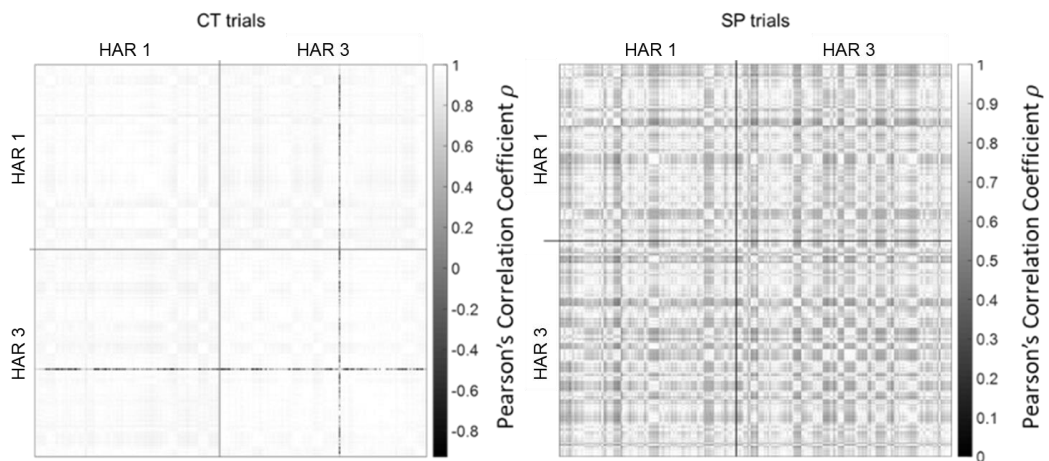 CT trials
HAR 1 HAR 3
HAR 1
HAR 3
1
0.8
0.6
0.4
0.2
0
-0.2
-0.4
-0.6
-0.8
Pearson's Correlation Coefficient ρ
SP trials
HAR 1 HAR 3
HAR 1
HAR 3
1
0.9
0.8
0.7
0.6
0.5
0.4
0.3
0.2
0.1
0
Pearson's Correlation Coefficient ρ